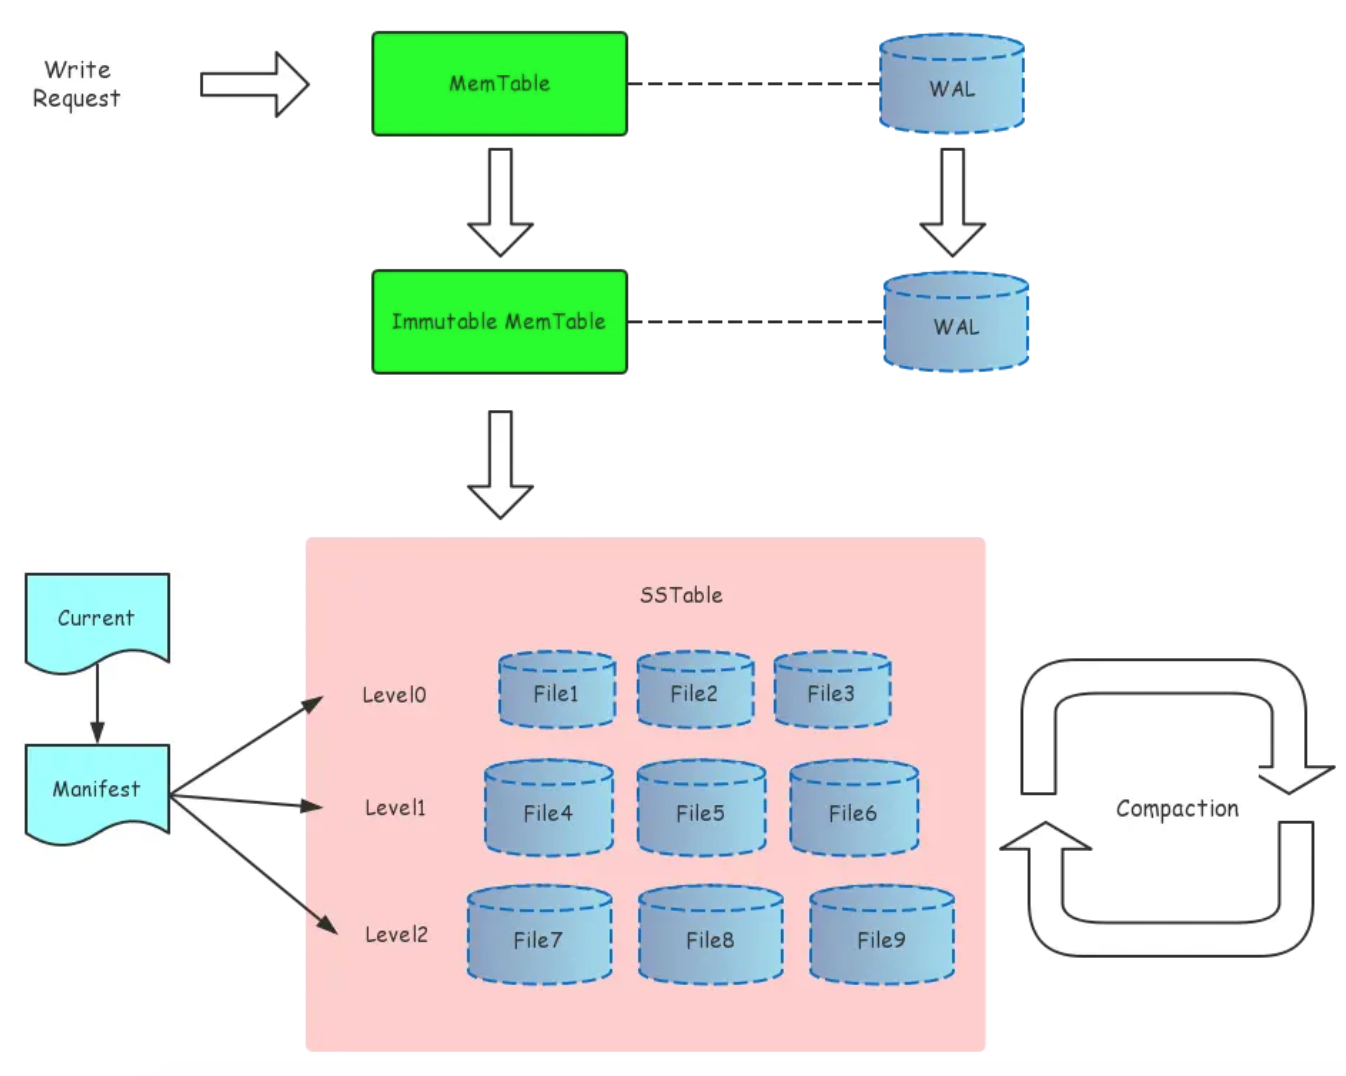 Write
Request
MemTable
WAL
Immutable MemTable
WAL
SSTable
Current
Level0
File1
File2
File3
Manifest
Level1
File4
File5
File6
Compaction
Level2
File7
File8
File9